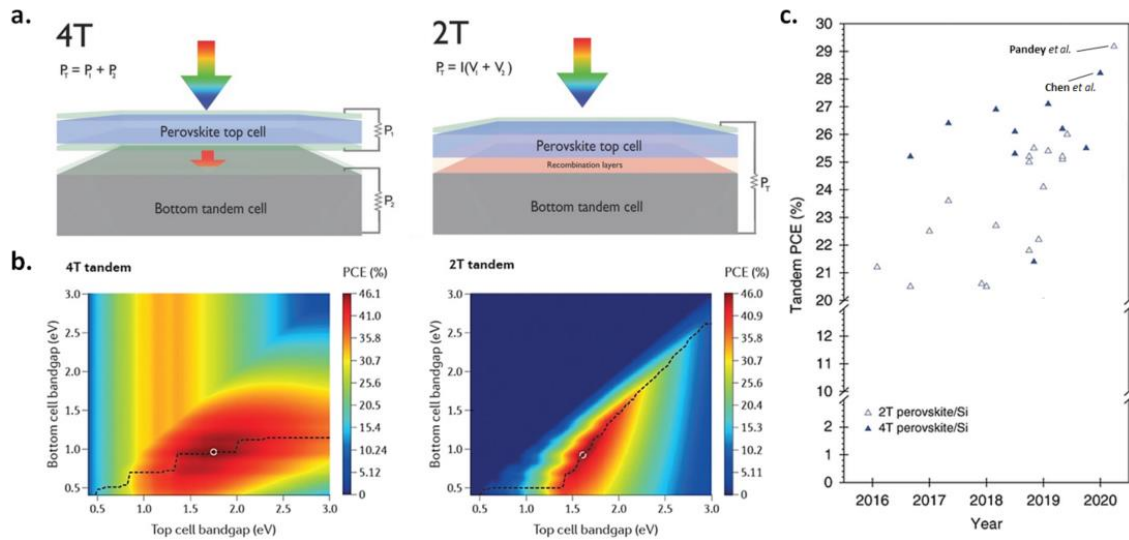 a.
4T
P_T = P_1 + P_2
Perovskite top cell
P_1
Bottom tandem cell
P_2
2T
P_T = I(V_1 + V_2)
Perovskite top cell
Recombination layers
Bottom tandem cell
P_T
b.
4T tandem
PCE (%)
3.0
2.5
2.0
1.5
1.0
0.5
Bottom cell bandgap (eV)
0.5 1.0 1.5 2.0 2.5 3.0
Top cell bandgap (eV)
46.1
41.0
35.8
30.7
25.6
20.5
15.4
10.24
5.12
0
2T tandem
PCE (%)
3.0
2.5
2.0
1.5
1.0
0.5
Bottom cell bandgap (eV)
0.5 1.0 1.5 2.0 2.5 3.0
Top cell bandgap (eV)
46.0
40.9
35.8
30.7
25.6
20.4
15.3
10.2
5.11
0
c.
30
29
28
27
26
25
24
23
22
21
20
12
10
2
1
0
Tandem PCE (%)
Pandey et al.
Chen et al.
2T perovskite/Si
4T perovskite/Si
2016 2017 2018 2019 2020
Year